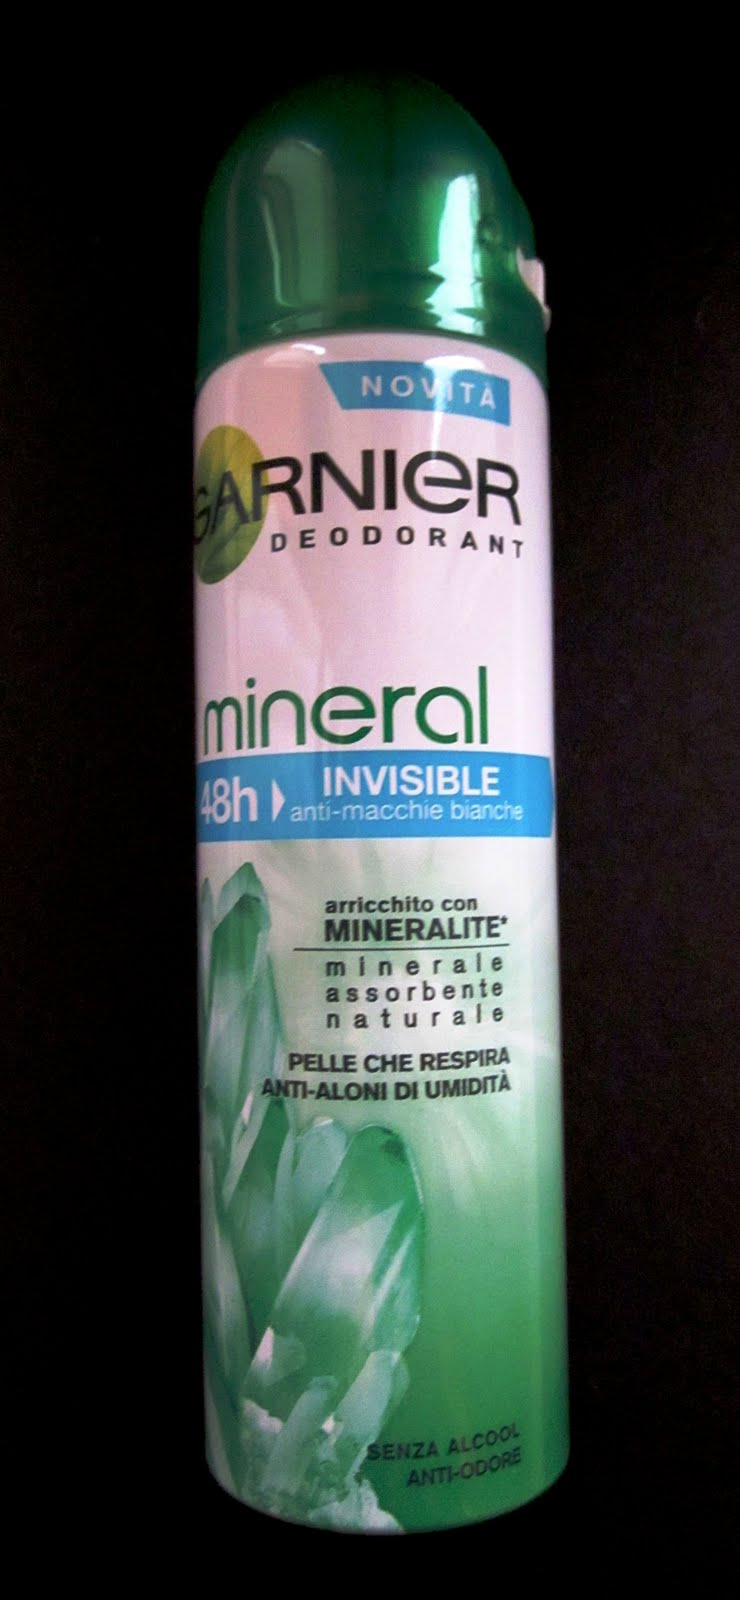 NOVITÀ
GARNIER
DEODORANT
mineral
48h INVISIBLE
anti-macchie bianche
arricchito con
MINERALITE*
minerale
assorbente
naturale
PELLE CHE RESPIRA
ANTI-ALONI DI UMIDITÀ
SENZA ALCOOL
ANTI-ODORE